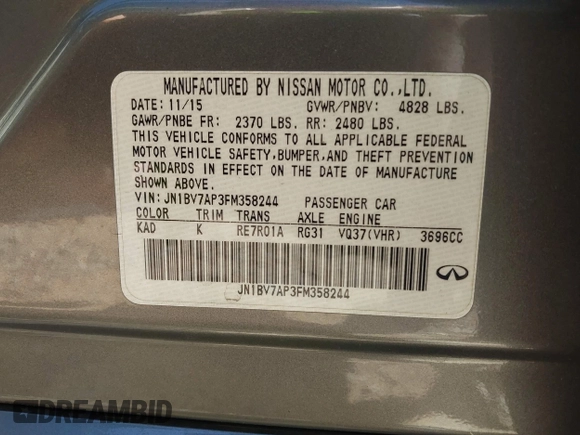 MANUFACTURED BY NISSAN MOTOR CO.,LTD.
DATE: 11/15 GVWR/PNBV: 4828 LBS.
GAWR/PNBE FR: 2370 LBS. RR: 2480 LBS.
THIS VEHICLE CONFORMS TO ALL APPLICABLE FEDERAL
MOTOR VEHICLE SAFETY,BUMPER,AND THEFT PREVENTION
STANDARDS IN EFFECT ON THE DATE OF MANUFACTURE
SHOWN ABOVE.
VIN: JN1BV7AP3FM358244 PASSENGER CAR
COLOR TRIM TRANS AXLE ENGINE
KAD K RE7R01A RG31 VQ37(VHR) 3696CC
JN1BV7AP3FM358244
DREAMBID